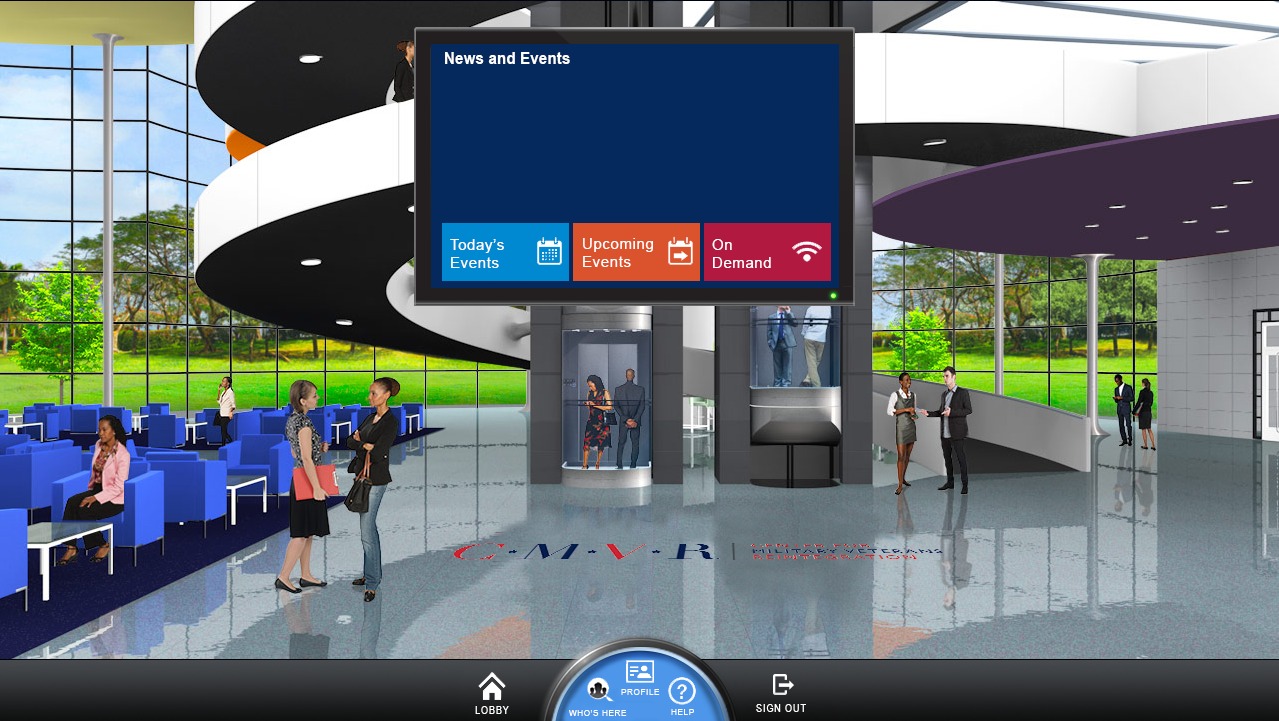 News and Events
Today's
Events
Upcoming
Events
On
Demand
C★M★V★R | CENTER FOR
MILITARY VETERANS
REINTEGRATION
LOBBY
WHO'S HERE
PROFILE
HELP
SIGN OUT